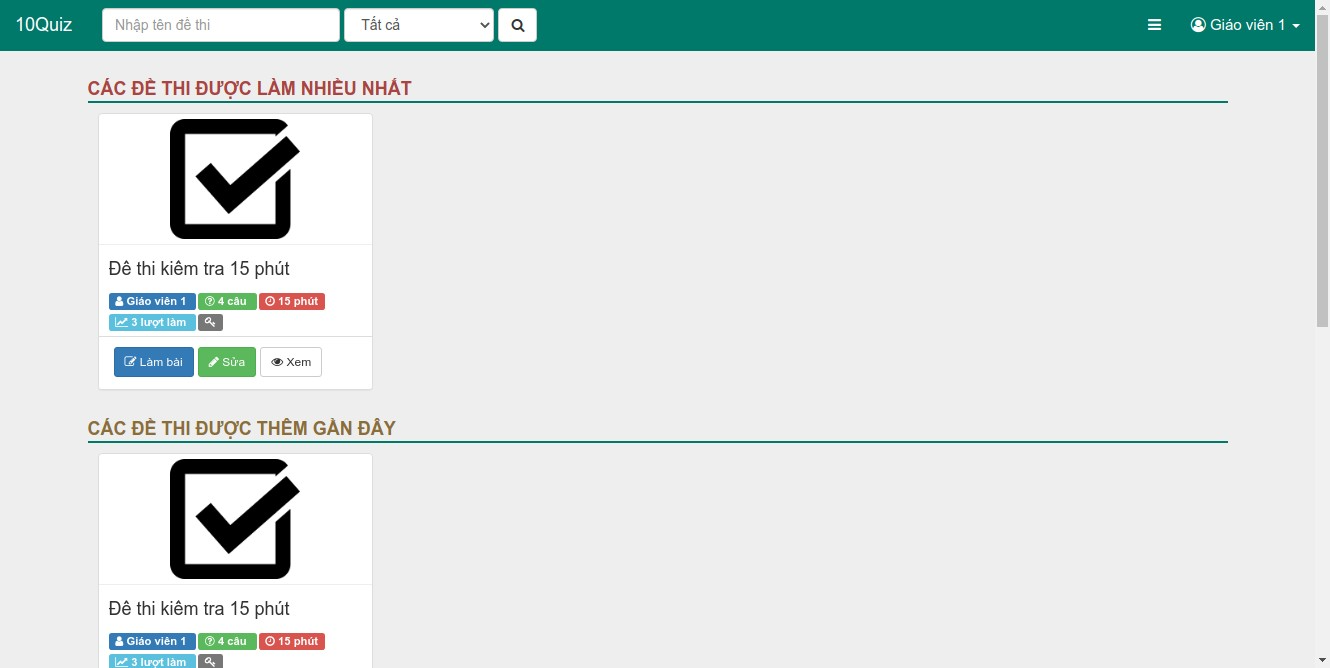 10Quiz Nhập tên đề thi Tất cả Giáo viên 1
CÁC ĐỀ THI ĐƯỢC LÀM NHIỀU NHẤT
Đề thi kiểm tra 15 phút
Giáo viên 1 4 câu 15 phút
3 lượt làm
Làm bài Sửa Xem
CÁC ĐỀ THI ĐƯỢC THÊM GẦN ĐÂY
Đề thi kiểm tra 15 phút
Giáo viên 1 4 câu 15 phút
3 lượt làm